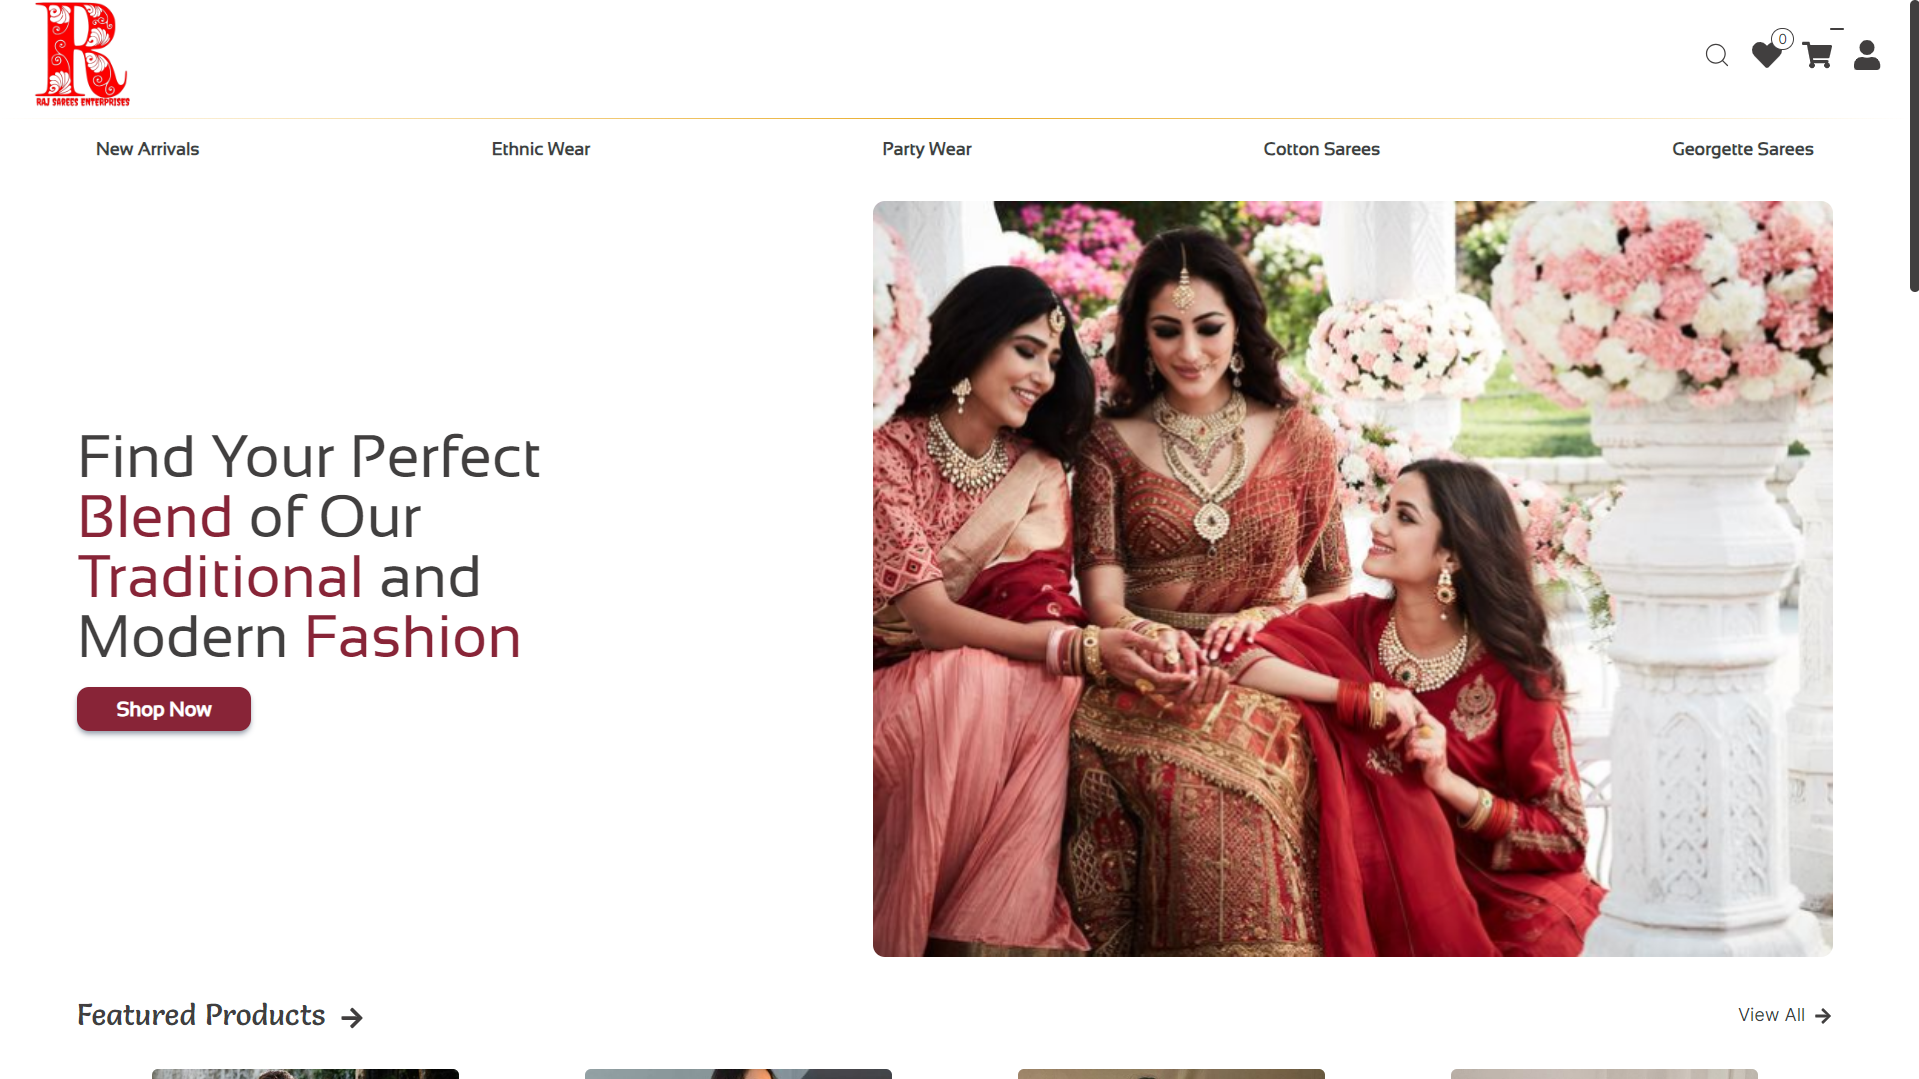 R
RAJ SAREES ENTERPRISES
0
New Arrivals
Ethnic Wear
Party Wear
Cotton Sarees
Georgette Sarees
Find Your Perfect
Blend of Our
Traditional and
Modern Fashion
Shop Now
Featured Products
View All